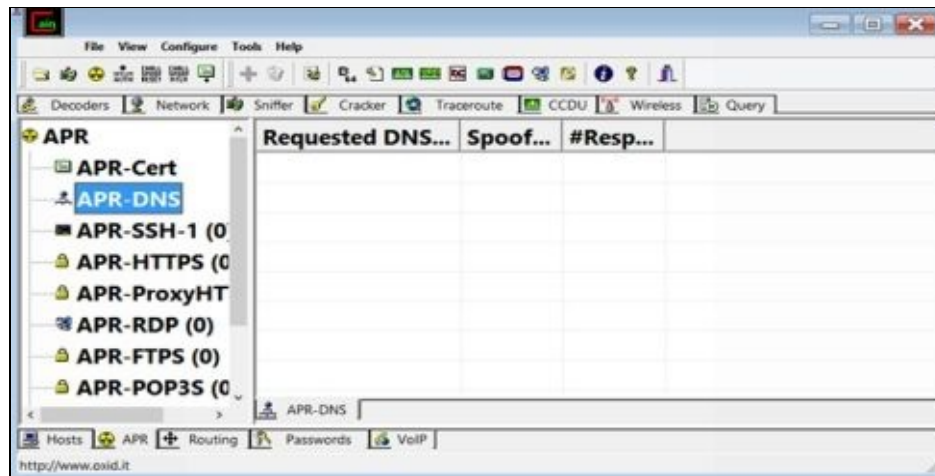 ain
File View Configure Tools Help
Decoders Network Sniffer Cracker Traceroute CCDU Wireless Query
APR
APR-Cert
APR-DNS
APR-SSH-1 (0
APR-HTTPS (0
APR-ProxyHT
APR-RDP (0)
APR-FTPS (0)
APR-POP3S (0
Requested DNS... Spoof... #Resp...
APR-DNS
Hosts APR Routing Passwords VoIP
http://www.oxid.it